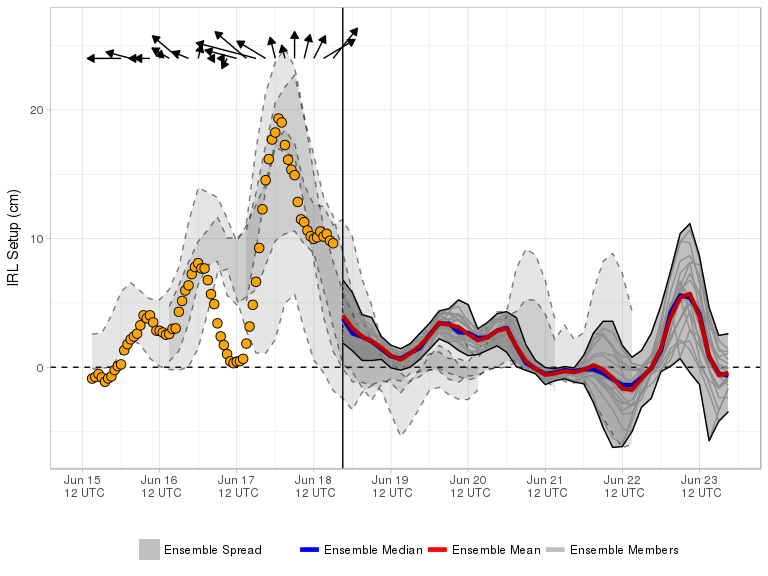 IRL Setup (cm)
20
10
0
Jun 15 Jun 16 Jun 17 Jun 18 Jun 19 Jun 20 Jun 21 Jun 22 Jun 23
12 UTC 12 UTC 12 UTC 12 UTC 12 UTC 12 UTC 12 UTC 12 UTC 12 UTC
Ensemble Spread Ensemble Median Ensemble Mean Ensemble Members